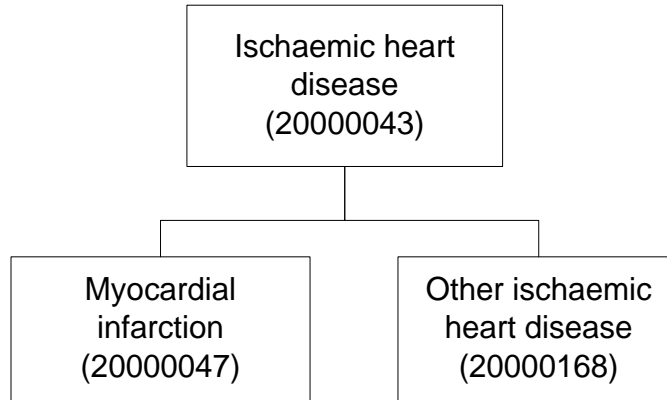 Ischaemic heart
disease
(20000043)
Myocardial
infarction
(20000047)
Other ischaemic
heart disease
(20000168)